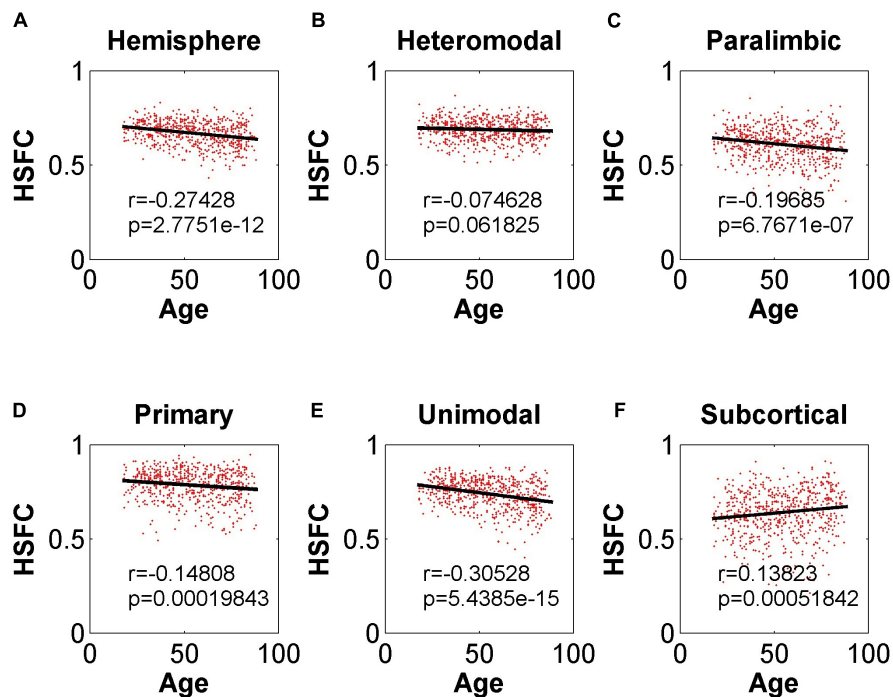 A
Hemisphere
1
0.5
0
HSFC
r=-0.27428
p=2.7751e-12
0 50 100
Age
B
Heteromodal
1
0.5
0
HSFC
r=-0.074628
p=0.061825
0 50 100
Age
C
Paralimbic
1
0.5
0
HSFC
r=-0.19685
p=6.7671e-07
0 50 100
Age
D
Primary
1
0.5
0
HSFC
r=-0.14808
p=0.00019843
0 50 100
Age
E
Unimodal
1
0.5
0
HSFC
r=-0.30528
p=5.4385e-15
0 50 100
Age
F
Subcortical
1
0.5
0
HSFC
r=0.13823
p=0.00051842
0 50 100
Age